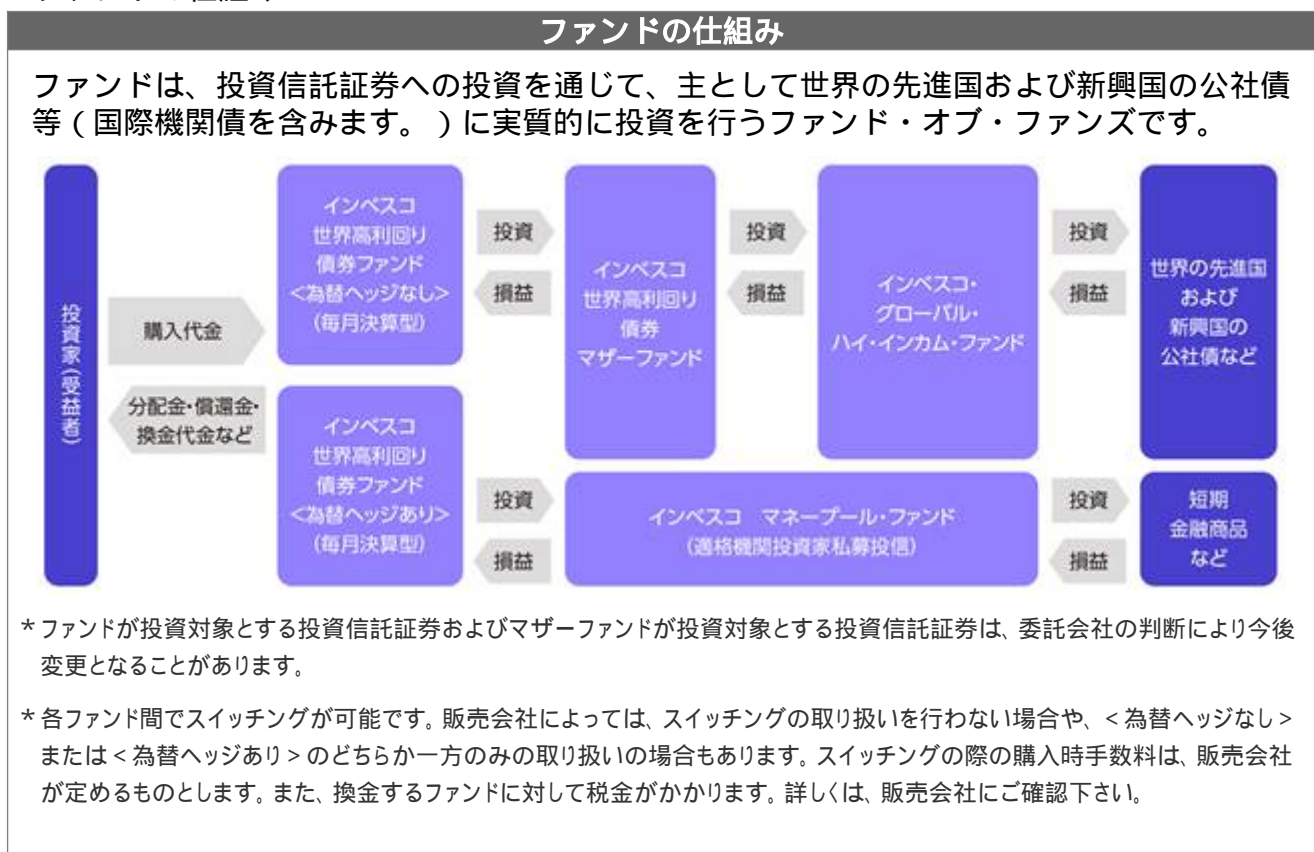 ファンドの仕組み
ファンドは、投資信託証券への投資を通じて、主として世界の先進国および新興国の公社債
等（国際機関債を含みます。）に実質的に投資を行うファンド・オブ・ファンズです。
投資家(受益者)
購入代金
分配金・償還金・
換金代金など
インベスコ
世界高利回り
債券ファンド
<為替ヘッジなし>
(毎月決算型)
インベスコ
世界高利回り
債券ファンド
<為替ヘッジあり>
(毎月決算型)
投資
損益
投資
損益
インベスコ
世界高利回り
債券
マザーファンド
投資
損益
インベスコ・
グローバル・
ハイ・インカム・ファンド
インベスコ マネープール・ファンド
(適格機関投資家私募投信)
投資
損益
投資
損益
世界の先進国
および
新興国の
公社債など
短期
金融商品
など
＊ファンドが投資対象とする投資信託証券およびマザーファンドが投資対象とする投資信託証券は、委託会社の判断により今後
変更となることがあります。
＊各ファンド間でスイッチングが可能です。販売会社によっては、スイッチングの取り扱いを行わない場合や、＜為替ヘッジなし＞
または＜為替ヘッジあり＞のどちらか一方のみの取り扱いの場合もあります。スイッチングの際の購入時手数料は、販売会社
が定めるものとします。また、換金するファンドに対して税金がかかります。詳しくは、販売会社にご確認下さい。